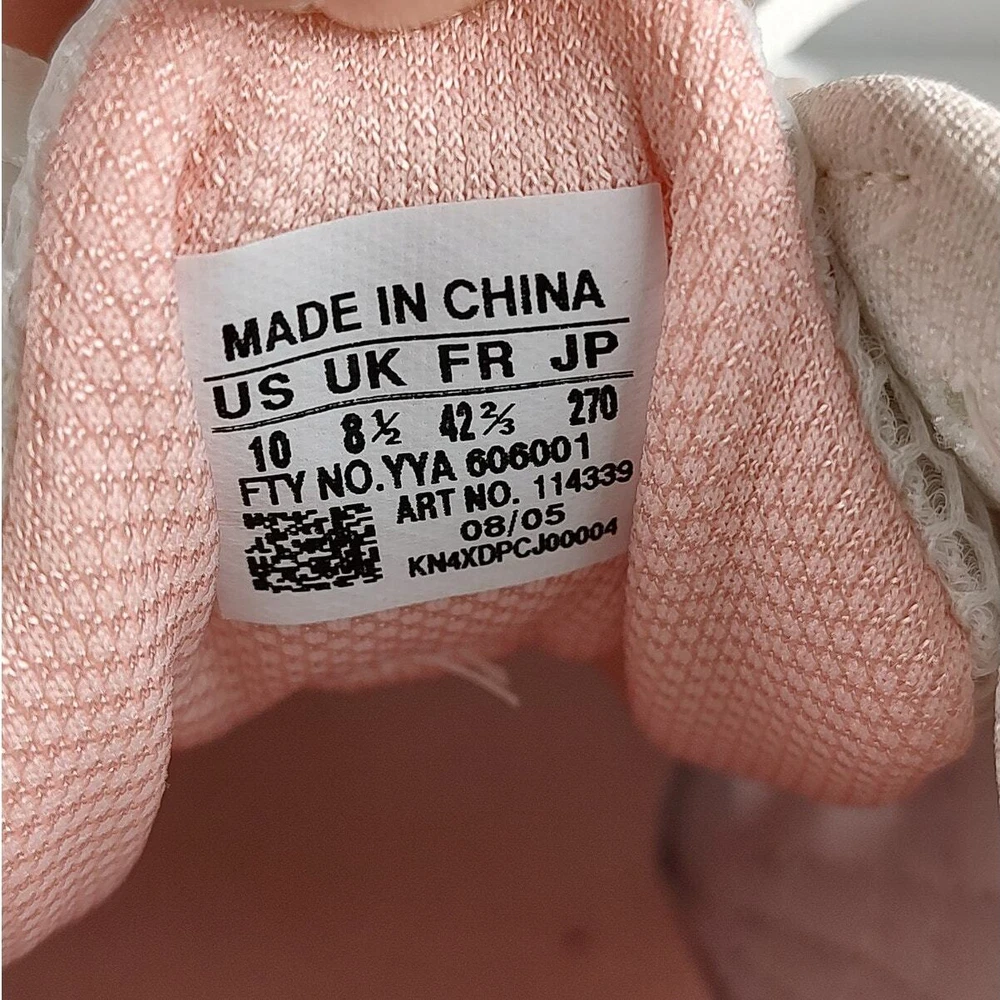 MADE IN CHINA
US UK FR JP
10 8½ 42⅔ 270
FTY NO.YYA 606001
ART NO. 114339
08/05
KN4XDPCJ00004